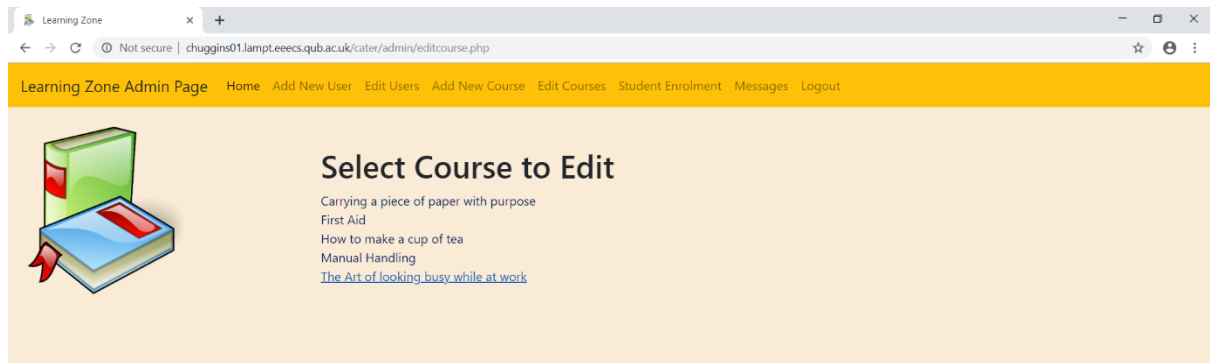 Learning Zone
Not secure | chuggins01.lampt.eeecs.qub.ac.uk/cater/admin/editcourse.php
Learning Zone Admin Page Home Add New User Edit Users Add New Course Edit Courses Student Enrolment Messages Logout
Select Course to Edit
Carrying a piece of paper with purpose
First Aid
How to make a cup of tea
Manual Handling
The Art of looking busy while at work